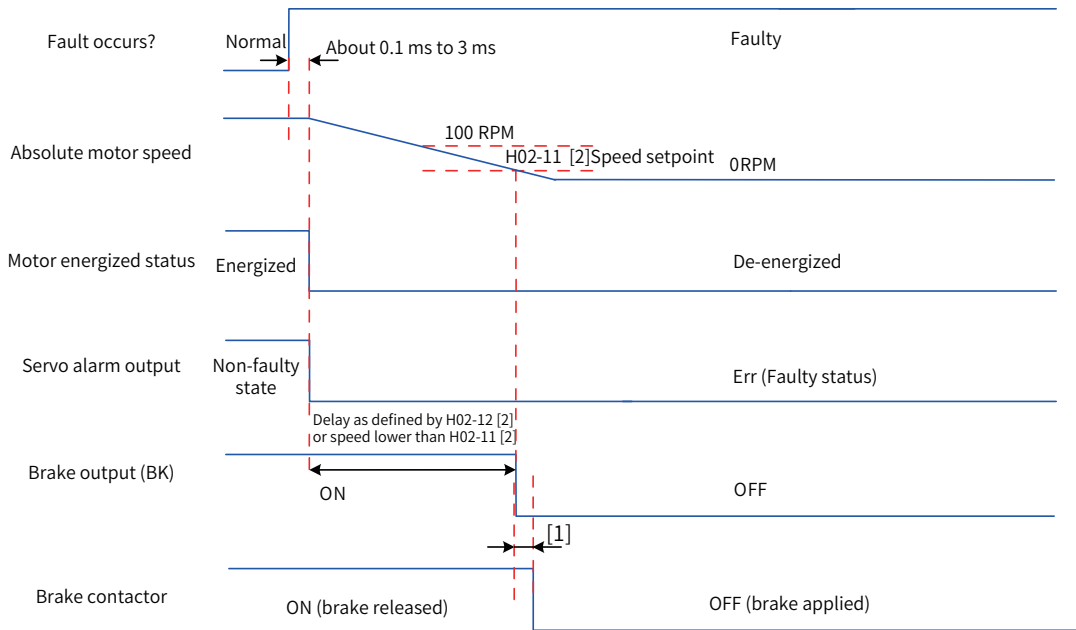 Fault occurs?
Normal
About 0.1 ms to 3 ms
Faulty
Absolute motor speed
100 RPM
H02-11 [2]Speed setpoint
0RPM
Motor energized status
Energized
De-energized
Servo alarm output
Non-faulty
state
Err (Faulty status)
Delay as defined by H02-12 [2]
or speed lower than H02-11 [2]
Brake output (BK)
ON
OFF
[1]
Brake contactor
ON (brake released)
OFF (brake applied)